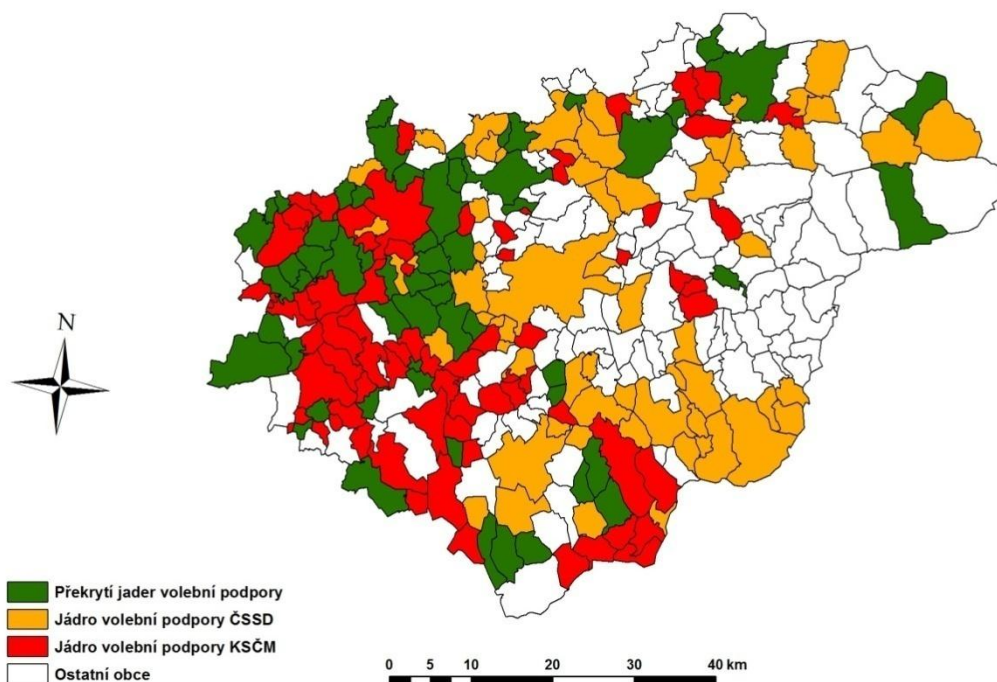 N
Překrytí jader volební podpory
Jádro volební podpory ČSSD
Jádro volební podpory KSČM
Ostatní obce
0 5 10 20 30 40 km